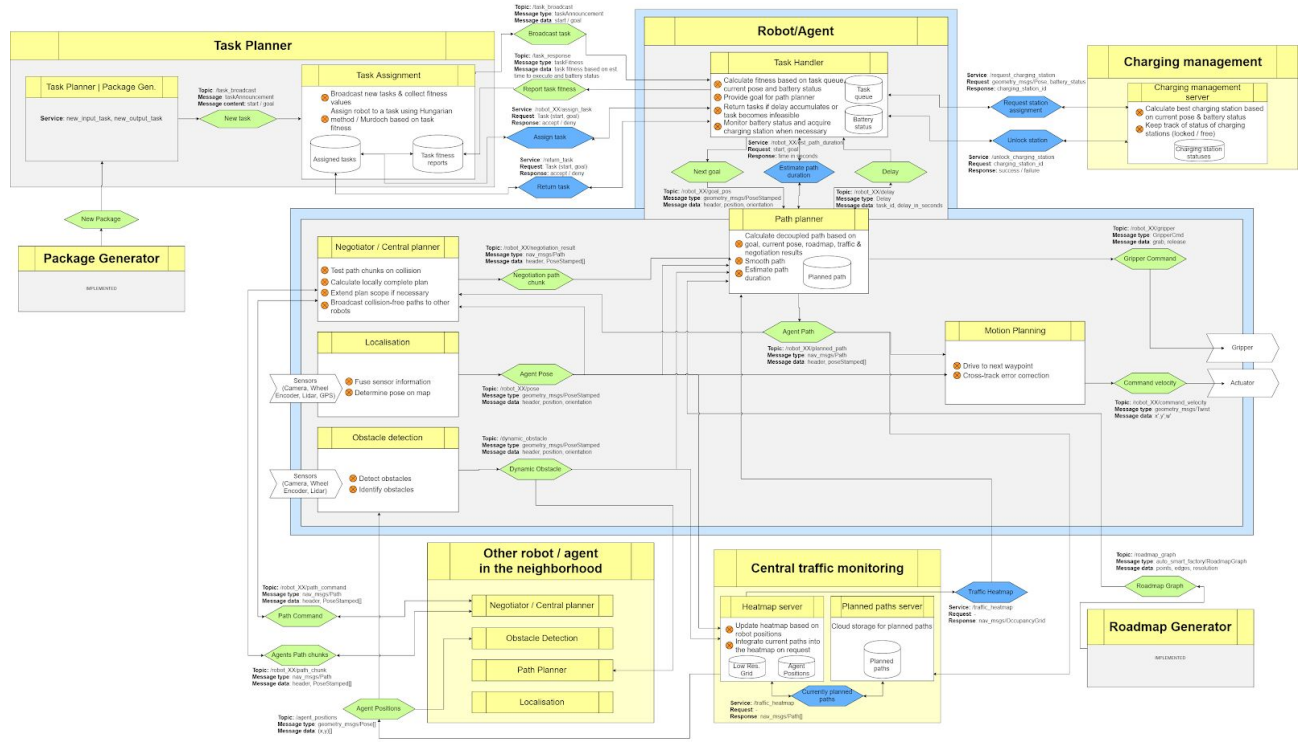 Task Planner
Task Planner | Package Gen.
Service: new_input_task, new_output_task
Topic: /task_broadcast
Message: taskAnnouncement
Message content: start / goal
New task
Task Assignment
Broadcast new tasks & collect fitness
values
Assign robot to a task using Hungarian
method / Murdoch based on task
fitness
Assigned tasks
Task fitness
reports
New Package
Package Generator
IMPLEMENTED
Topic: /task_broadcast
Message type: taskAnnouncement
Message data: start / goal
Broadcast task
Topic: /task_response
Message type: taskFitness
Message data: task fitness based on est.
time to execute and battery status
Report task fitness
Service: /robot_XX/assign_task
Request: Task (start, goal)
Response: accept / deny
Assign task
Service: /return_task
Request: Task (start, goal)
Response: accept / deny
Return task
Robot/Agent
Task Handler
Calculate fitness based on task queue,
current pose and battery status
Provide goal for path planner
Return tasks if delay accumulates or
task becomes infeasible
Monitor battery status and acquire
charging station when necessary
Task
queue
Battery
status
Service: /robot_XX/est_path_duration
Request: start, goal
Response: time in seconds
Next goal
Estimate path
duration
Delay
Topic: /robot_XX/goal_pos
Message type: geometry_msgs/PoseStamped
Message data: header, position, orientation
Topic: /robot_XX/delay
Message type: Delay
Message data: task_id, delay_in_seconds
Service: /request_charging_station
Request: geometry_msgs/Pose, battery_status
Response: charging_station_id
Request station
assignment
Unlock station
Service: /unlock_charging_station
Request: charging_station_id
Response: success / failure
Charging management
Charging management
server
Calculate best charging station based
on current pose & battery status
Keep track of status of charging
stations (locked / free)
Charging station
statuses
Negotiator / Central planner
Test path chunks on collision
Calculate locally complete plan
Extend plan scope if necessary
Broadcast collision-free paths to other
robots
Topic: /robot_XX/negotiation_result
Message type: nav_msgs/Path
Message data: header, PoseStamped[]
Negotiation path
chunk
Path planner
Calculate decoupled path based on
goal, current pose, roadmap, traffic &
negotiation results
Smooth path
Estimate path
duration
Planned path
Topic: /robot_XX/gripper
Message type: GripperCmd
Message data: grab, release
Gripper Command
Localisation
Fuse sensor information
Determine pose on map
Sensors
(Camera, Wheel
Encoder, Lidar, GPS)
Agent Pose
Topic: /robot_XX/pose
Message type: geometry_msgs/PoseStamped
Message data: header, position, orientation
Agent Path
Topic: /robot_XX/planned_path
Message type: nav_msgs/Path
Message data: header, poseStamped[]
Motion Planning
Drive to next waypoint
Cross-track error correction
Gripper
Actuator
Command velocity
Topic: /robot_XX/command_velocity
Message type: geometry_msgs/Twist
Message data: x',y',w'
Obstacle detection
Detect obstacles
Identify obstacles
Sensors
(Camera, Wheel
Encoder, Lidar)
Topic: /dynamic_obstacle
Message type: geometry_msgs/PoseStamped
Message data: header, position, orientation
Dynamic Obstacle
Other robot / agent
in the neighborhood
Negotiator / Central planner
Obstacle Detection
Path Planner
Localisation
Topic: /robot_XX/path_command
Message type: nav_msgs/Path
Message data: header, PoseStamped[]
Path Command
Agents Path chunks
Topic: /robot_XX/path_chunk
Message type: nav_msgs/Path
Message data: header, PoseStamped[]
Agent Positions
Topic: /agent_positions
Message type: geometry_msgs/Pose[]
Message data: (x,y)[]
Central traffic monitoring
Heatmap server
Update heatmap based on
robot positions
Integrate current paths into
the heatmap on request
Low Res.
Grid
Agent
Positions
Planned paths server
Cloud storage for planned paths
Planned
paths
Currently planned
paths
Service: /traffic_heatmap
Request: -
Response: nav_msgs/Path[]
Traffic Heatmap
Service: /traffic_heatmap
Request: -
Response: nav_msgs/OccupancyGrid
Topic: /roadmap_graph
Message type: auto_smart_factory/RoadmapGraph
Message data: points, edges, resolution
Roadmap Graph
Roadmap Generator
IMPLEMENTED